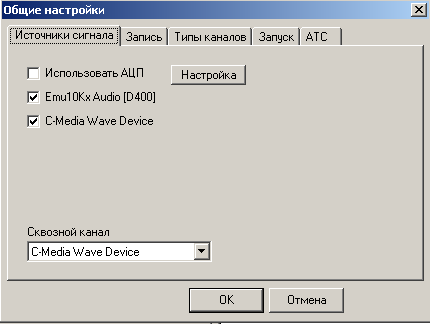 Общие настройки
Источники сигнала Запись Типы каналов Запуск АТС
Использовать АЦП Настройка
Emu10Kx Audio [D400]
C-Media Wave Device
Сквозной канал
C-Media Wave Device
OK Отмена